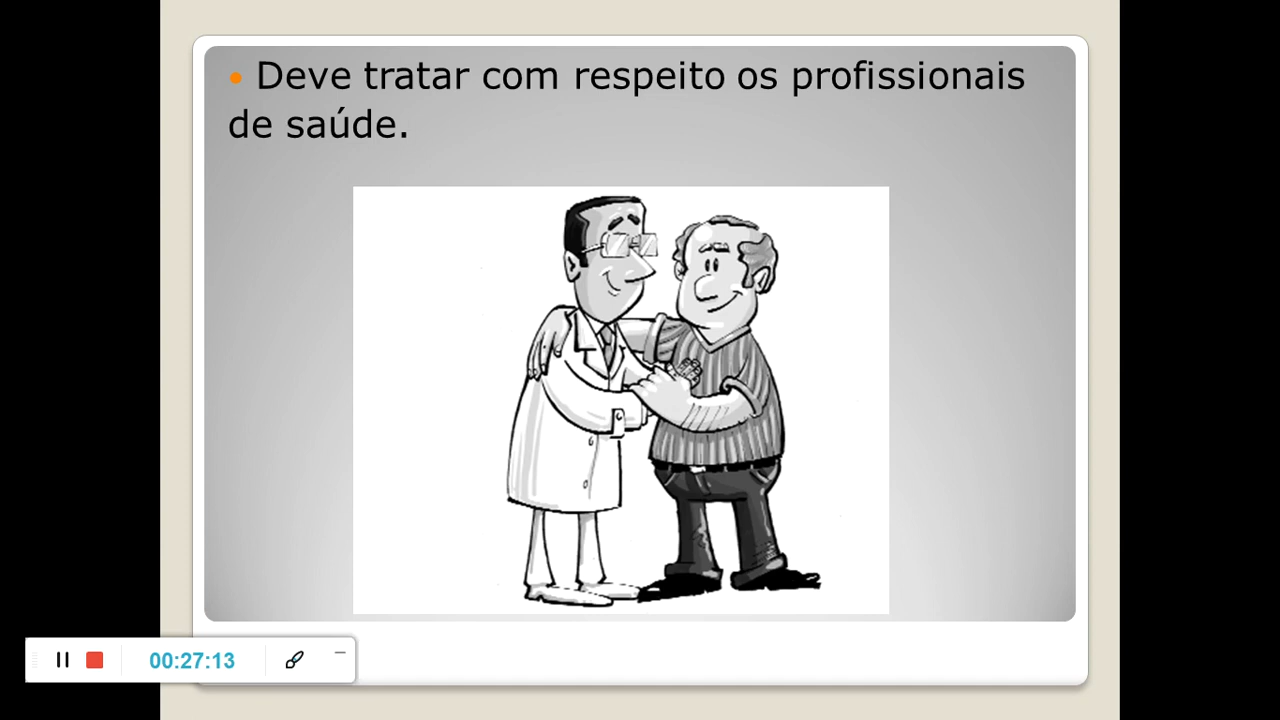 • Deve tratar com respeito os profissionais
de saúde.
00:27:13